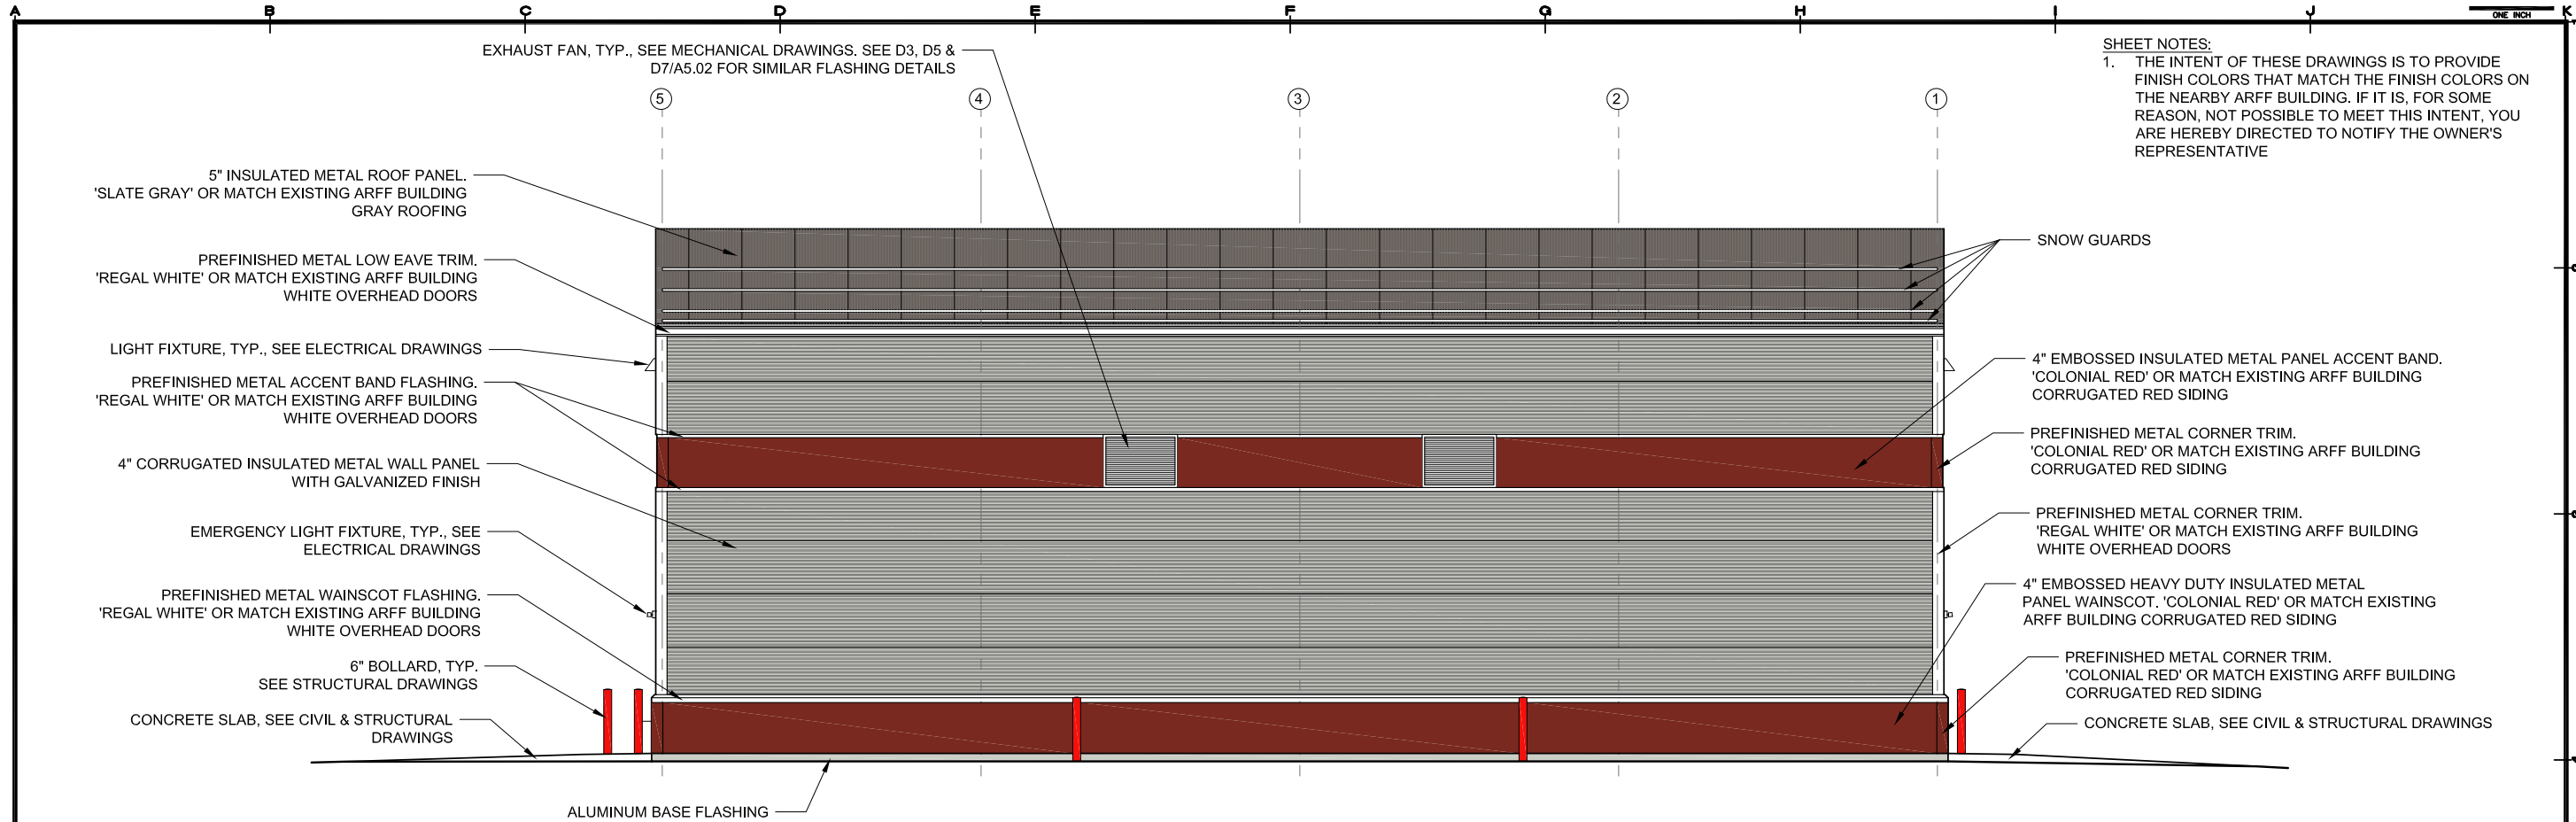 A B C D E F G H I J K
ONE INCH
EXHAUST FAN, TYP., SEE MECHANICAL DRAWINGS. SEE D3, D5 &
D7/A5.02 FOR SIMILAR FLASHING DETAILS
SHEET NOTES:
1. THE INTENT OF THESE DRAWINGS IS TO PROVIDE
FINISH COLORS THAT MATCH THE FINISH COLORS ON
THE NEARBY ARFF BUILDING. IF IT IS, FOR SOME
REASON, NOT POSSIBLE TO MEET THIS INTENT, YOU
ARE HEREBY DIRECTED TO NOTIFY THE OWNER'S
REPRESENTATIVE
5 4 3 2 1
5" INSULATED METAL ROOF PANEL.
'SLATE GRAY' OR MATCH EXISTING ARFF BUILDING
GRAY ROOFING
PREFINISHED METAL LOW EAVE TRIM.
'REGAL WHITE' OR MATCH EXISTING ARFF BUILDING
WHITE OVERHEAD DOORS
LIGHT FIXTURE, TYP., SEE ELECTRICAL DRAWINGS
PREFINISHED METAL ACCENT BAND FLASHING.
'REGAL WHITE' OR MATCH EXISTING ARFF BUILDING
WHITE OVERHEAD DOORS
4" CORRUGATED INSULATED METAL WALL PANEL
WITH GALVANIZED FINISH
EMERGENCY LIGHT FIXTURE, TYP., SEE
ELECTRICAL DRAWINGS
PREFINISHED METAL WAINSCOT FLASHING.
'REGAL WHITE' OR MATCH EXISTING ARFF BUILDING
WHITE OVERHEAD DOORS
6" BOLLARD, TYP.
SEE STRUCTURAL DRAWINGS
CONCRETE SLAB, SEE CIVIL & STRUCTURAL
DRAWINGS
ALUMINUM BASE FLASHING
SNOW GUARDS
4" EMBOSSED INSULATED METAL PANEL ACCENT BAND.
'COLONIAL RED' OR MATCH EXISTING ARFF BUILDING
CORRUGATED RED SIDING
PREFINISHED METAL CORNER TRIM.
'COLONIAL RED' OR MATCH EXISTING ARFF BUILDING
CORRUGATED RED SIDING
PREFINISHED METAL CORNER TRIM.
'REGAL WHITE' OR MATCH EXISTING ARFF BUILDING
WHITE OVERHEAD DOORS
4" EMBOSSED HEAVY DUTY INSULATED METAL
PANEL WAINSCOT. 'COLONIAL RED' OR MATCH EXISTING
ARFF BUILDING CORRUGATED RED SIDING
PREFINISHED METAL CORNER TRIM.
'COLONIAL RED' OR MATCH EXISTING ARFF BUILDING
CORRUGATED RED SIDING
CONCRETE SLAB, SEE CIVIL & STRUCTURAL DRAWINGS